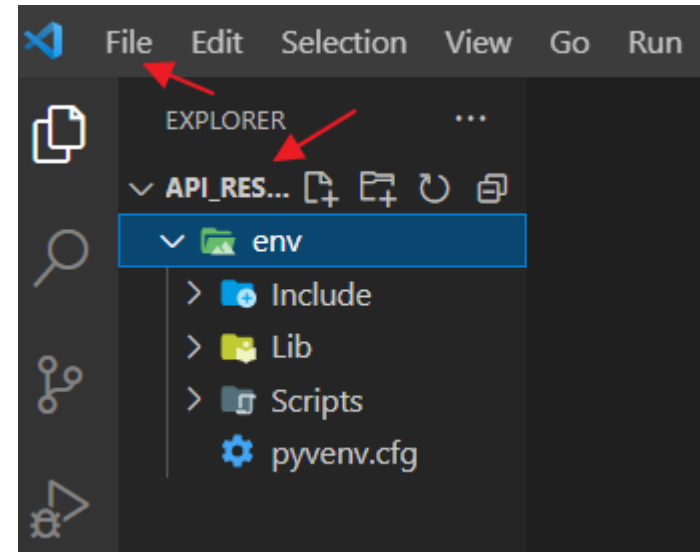 File Edit Selection View Go Run
EXPLORER ...
API_RES...
env
Include
Lib
Scripts
pyvenv.cfg